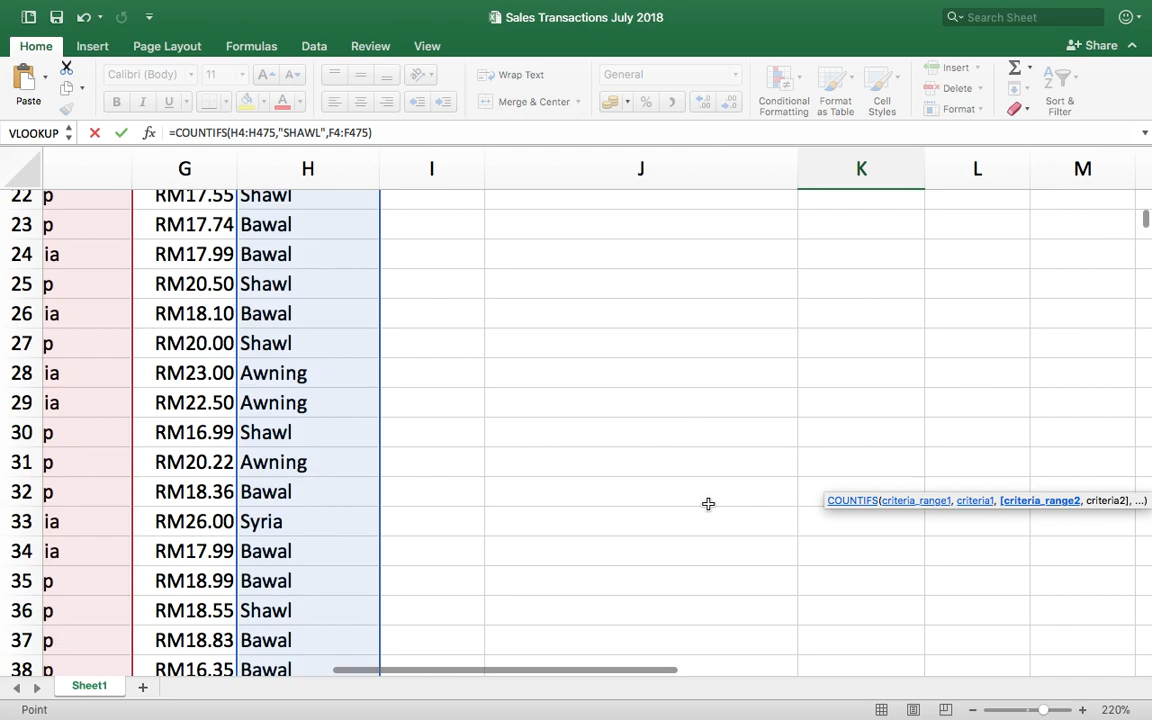 Sales Transactions July 2018
Search Sheet
Home Insert Page Layout Formulas Data Review View
Share
Paste
Calibri (Body) 11
A A
Wrap Text
General
Insert
Delete
Format
B I U
A
Merge & Center
%
Conditional Formatting
Format as Table
Cell Styles
Sort & Filter
VLOOKUP
fx
=COUNTIFS(H4:H475,"SHAWL",F4:F475)
G H I J K L M
22 p RM17.55 Shawl
23 p RM17.74 Bawal
24 ia RM17.99 Bawal
25 p RM20.50 Shawl
26 ia RM18.10 Bawal
27 p RM20.00 Shawl
28 ia RM23.00 Awning
29 ia RM22.50 Awning
30 p RM16.99 Shawl
31 p RM20.22 Awning
32 p RM18.36 Bawal
COUNTIFS(criteria_range1, criteria1, [criteria_range2, criteria2], ...)
33 ia RM26.00 Syria
34 ia RM17.99 Bawal
35 p RM18.99 Bawal
36 p RM18.55 Shawl
37 p RM18.83 Bawal
38 p RM16.35 Bawal
Sheet1
Point
220%